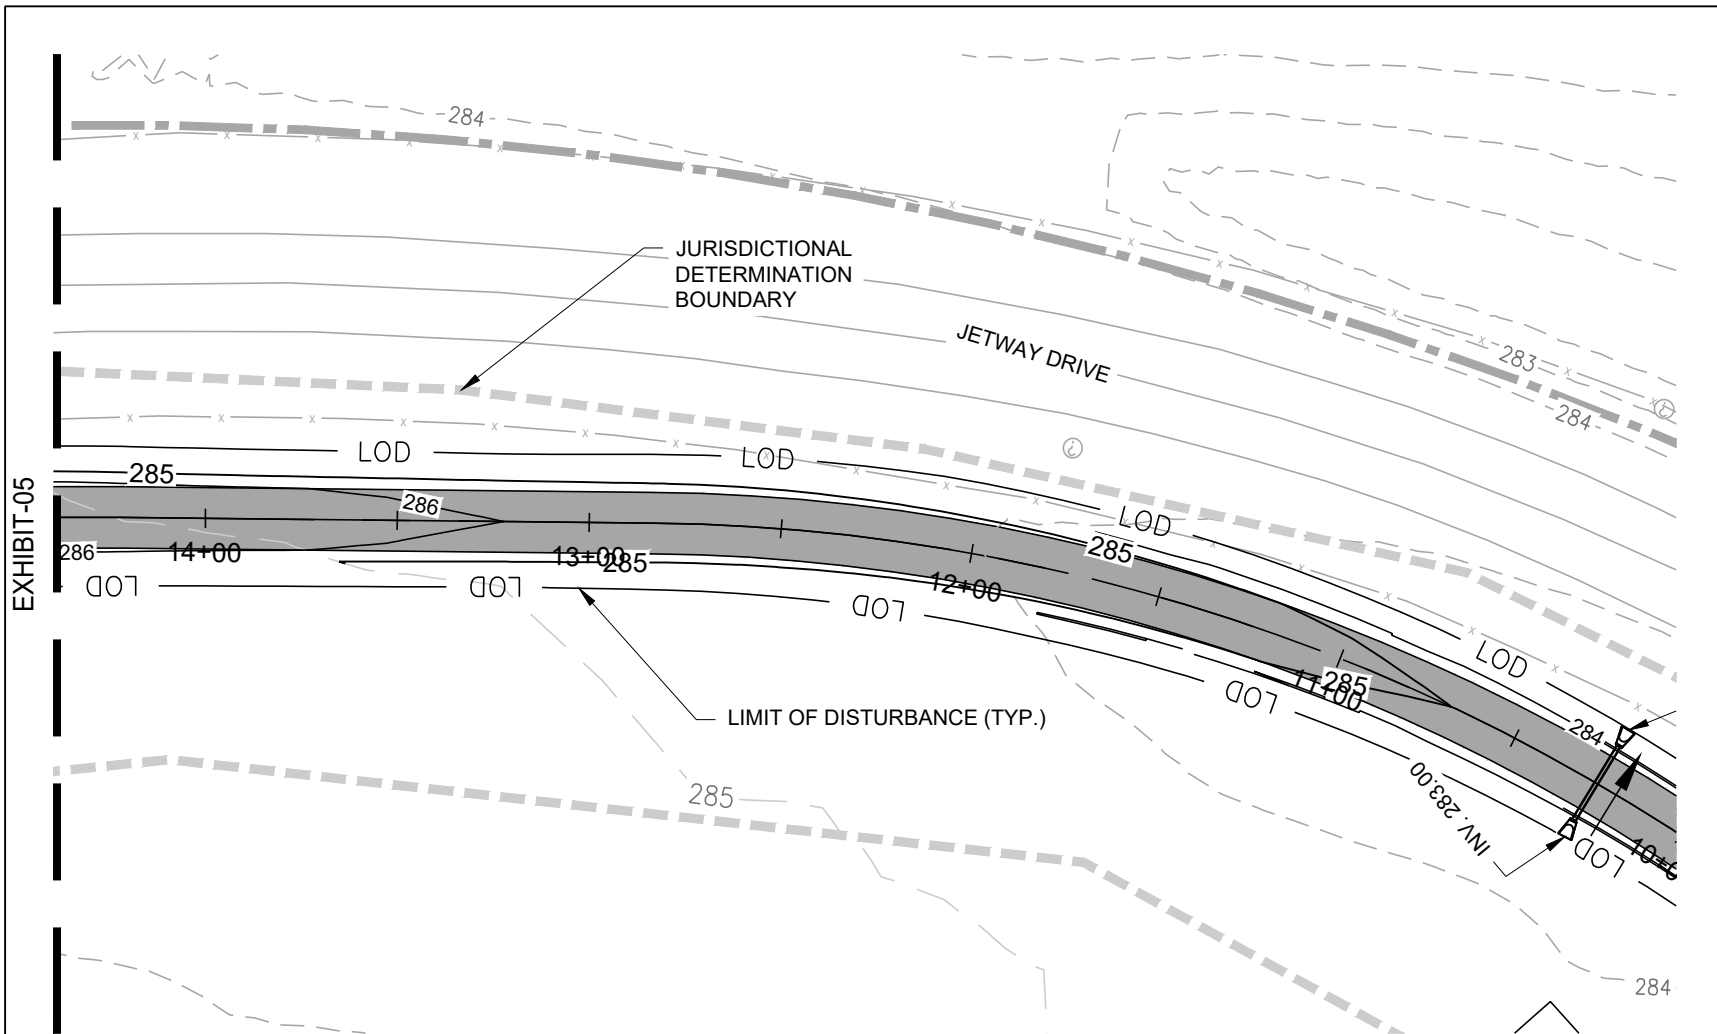 284
JURISDICTIONAL
DETERMINATION
BOUNDARY
JETWAY DRIVE
283
284
LOD
LOD
285
286
LOD
285
EXHIBIT-05
286
14+00
13+00
285
LOD
LOD
LOD
12+00
LOD
285
11+00
LOD
LIMIT OF DISTURBANCE (TYP.)
284
INV. 283.00
285
LOD
284